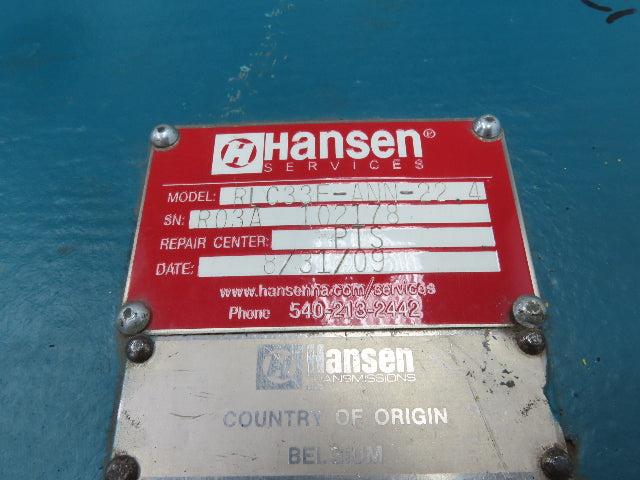 Hansen®
SERVICES
MODEL: RLC33F-ANN-22.4
SN: R03A 102178
REPAIR CENTER: PTS
DATE: 8/31/09
www.hansenna.com/services
Phone 540-213-2442
Hansen
TRANSMISSIONS
COUNTRY OF ORIGIN
BELGIUM